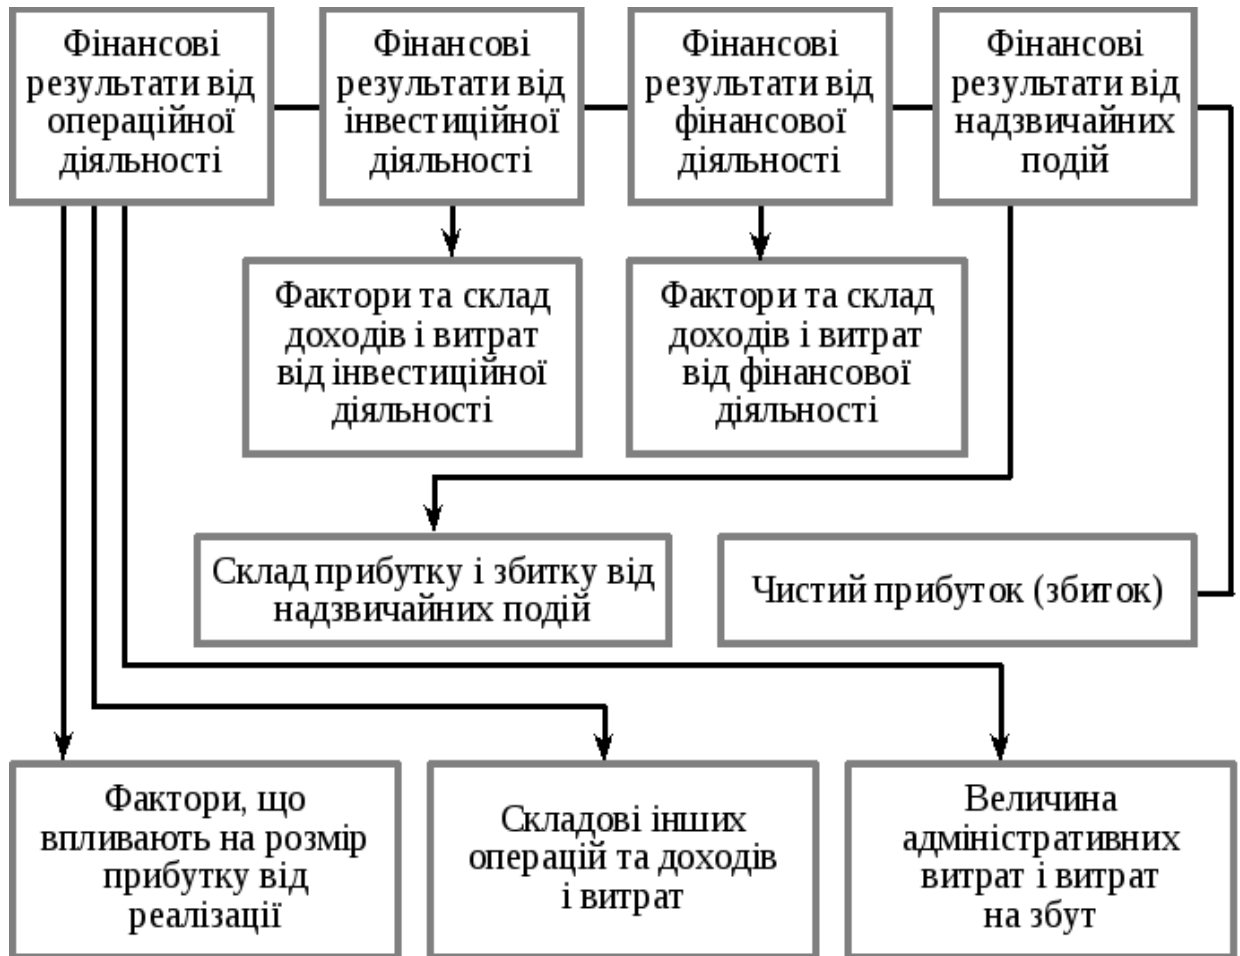 Фінансові
результати від
операційної
діяльності
Фінансові
результати від
інвестиційної
діяльності
Фінансові
результати від
фінансової
діяльності
Фінансові
результати від
надзвичайних
подій
Фактори та склад
доходів і витрат
від інвестиційної
діяльності
Фактори та склад
доходів і витрат
від фінансової
діяльності
Склад прибутку і збитку від
надзвичайних подій
Чистий прибуток (збиток)
Фактори, що
впливають на розмір
прибутку від
реалізації
Складові інших
операцій та доходів
і витрат
Величина
адміністративних
витрат і витрат
на збут